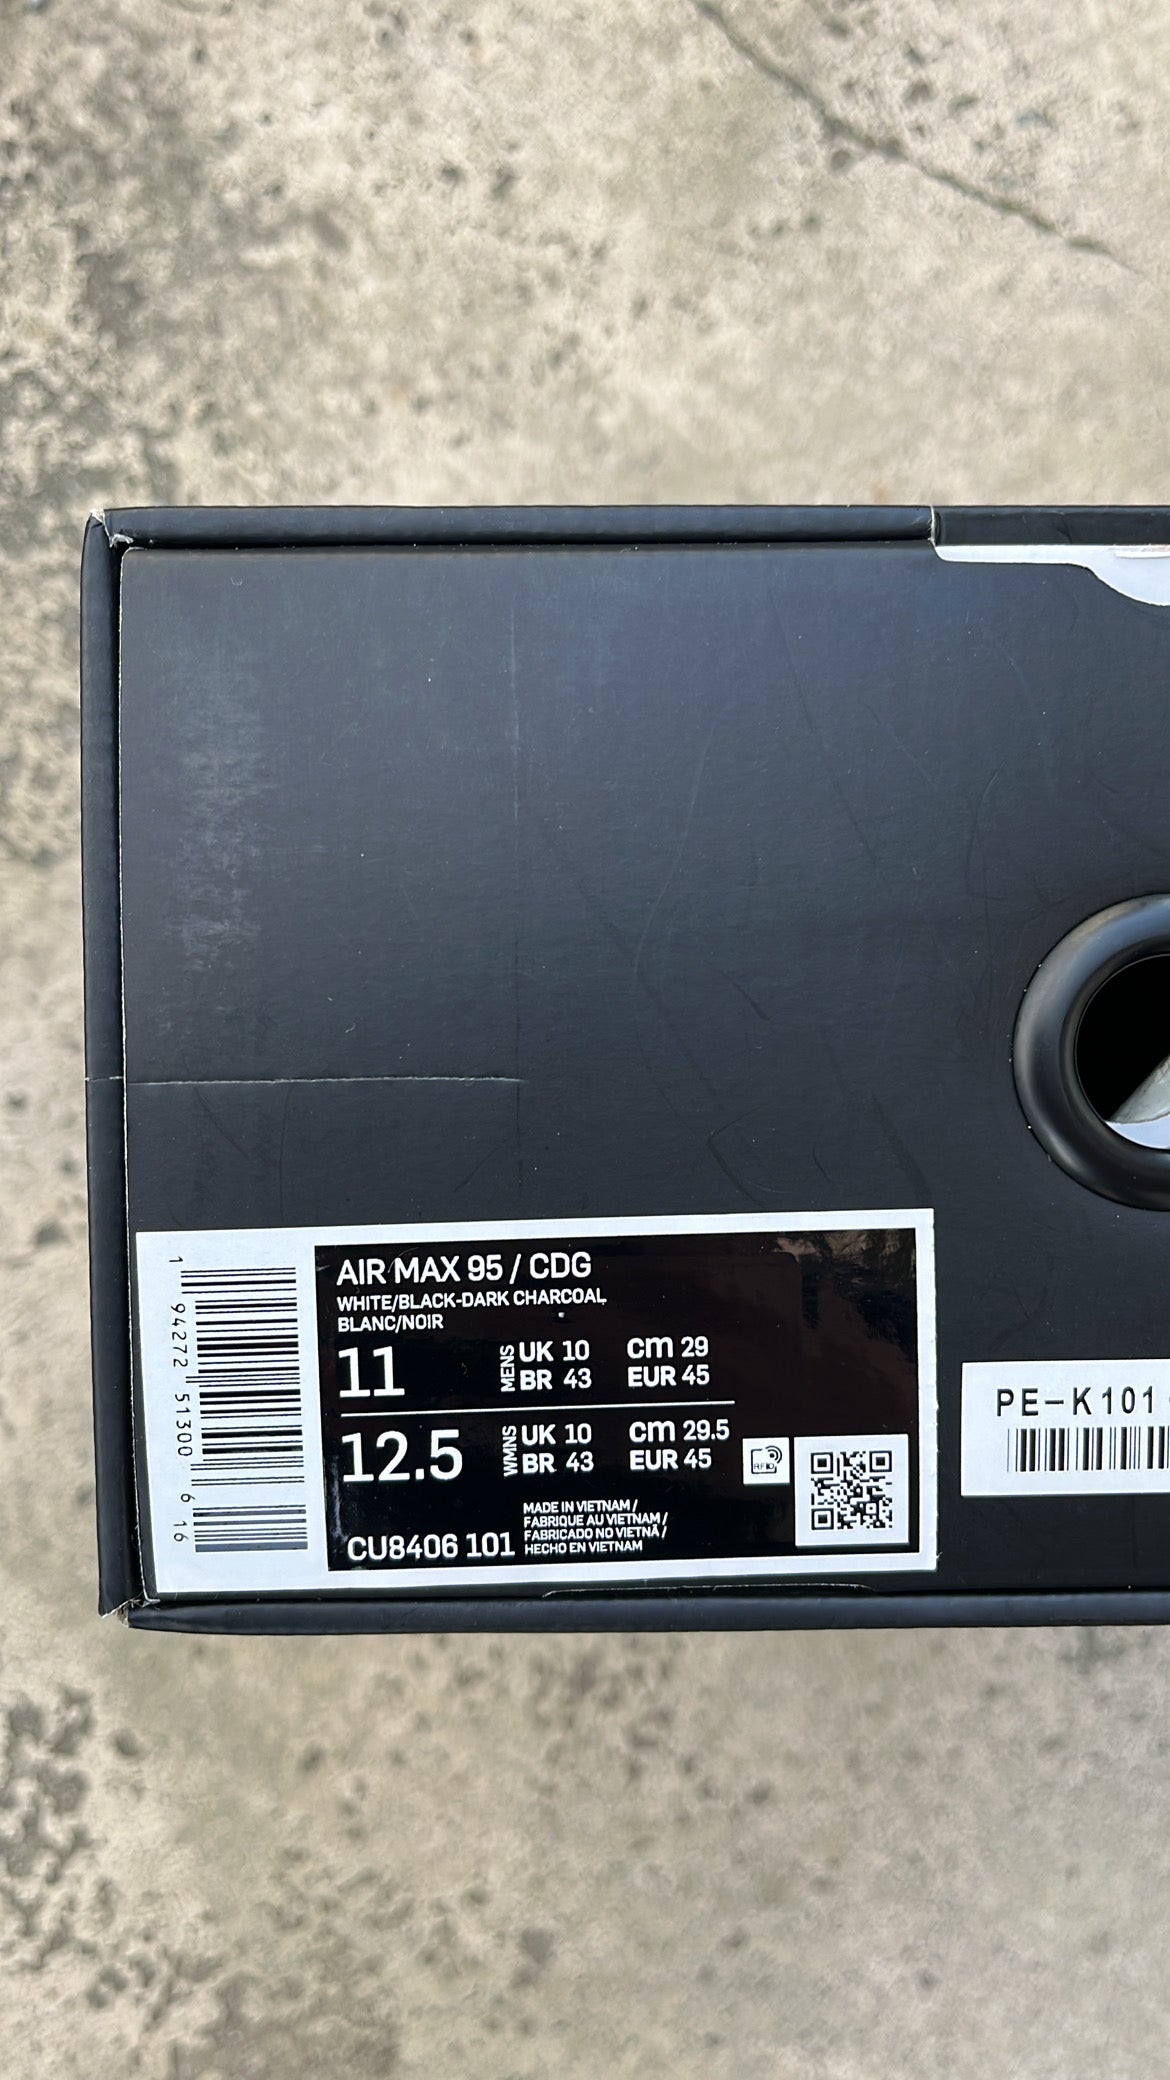 AIR MAX 95 / CDG
WHITE/BLACK-DARK CHARCOAL
BLANC/NOIR
11 MENS UK 10 cm 29
BR 43 EUR 45
12.5 WMNS UK 10 cm 29.5
BR 43 EUR 45
RFID
CU8406 101
MADE IN VIETNAM /
FABRIQUE AU VIETNAM /
FABRICADO NO VIETNÃ /
HECHO EN VIETNAM
1 94272 51300 6 16
PE-K101